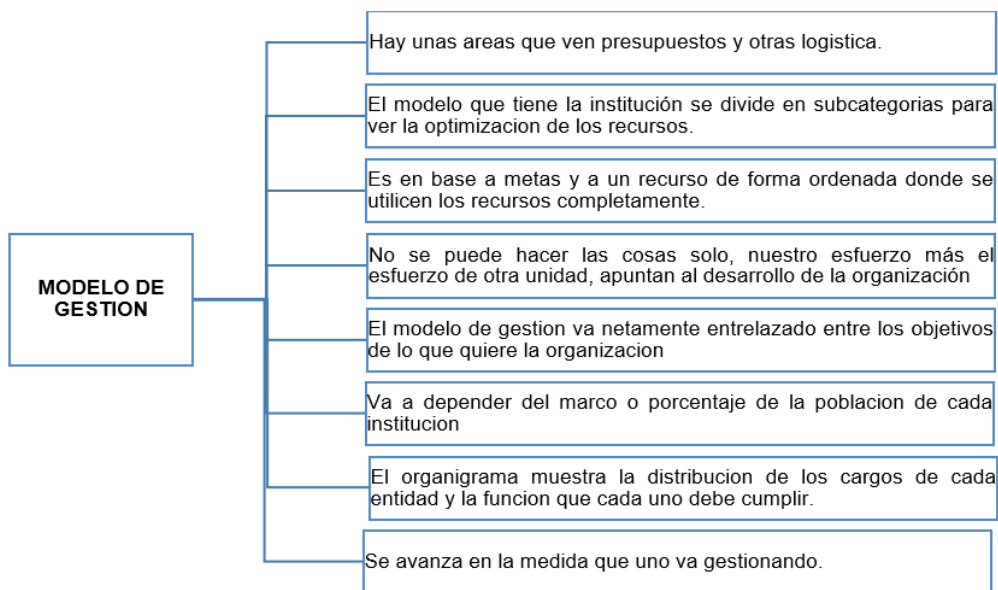 Hay unas areas que ven presupuestos y otras logistica.
El modelo que tiene la institución se divide en subcategorias para
ver la optimizacion de los recursos.
Es en base a metas y a un recurso de forma ordenada donde se
utilicen los recursos completamente.
No se puede hacer las cosas solo, nuestro esfuerzo más el
esfuerzo de otra unidad, apuntan al desarrollo de la organización
MODELO DE
GESTION
El modelo de gestion va netamente entrelazado entre los objetivos
de lo que quiere la organizacion
Va a depender del marco o porcentaje de la poblacion de cada
institucion
El organigrama muestra la distribucion de los cargos de cada
entidad y la funcion que cada uno debe cumplir.
Se avanza en la medida que uno va gestionando.